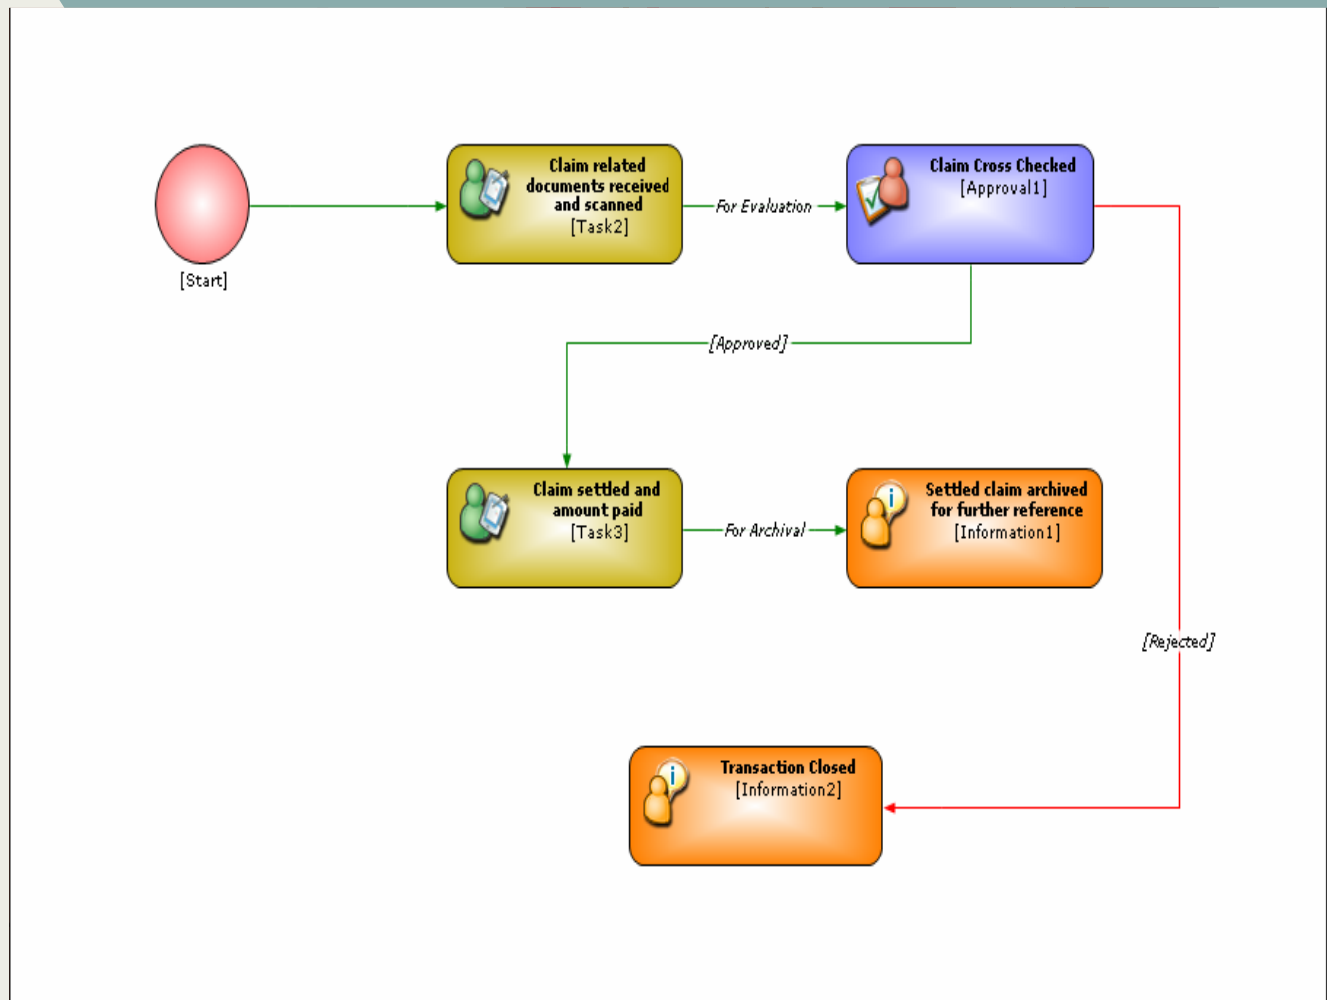 Claim related
documents received
and scanned
[Task2]
For Evaluation
Claim Cross Checked
[Approval1]
[Start]
[Approved]
Claim settled and
amount paid
[Task3]
For Archival
Settled claim archived
for further reference
[Information1]
[Rejected]
Transaction Closed
[Information2]